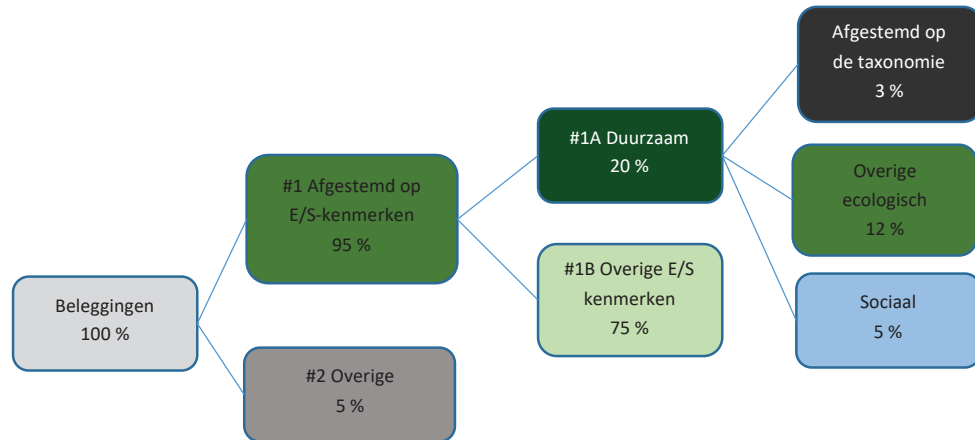 Beleggingen
100 %
#1 Afgestemd op
E/S-kenmerken
95 %
#2 Overige
5 %
#1A Duurzaam
20 %
#1B Overige E/S
kenmerken
75 %
Afgestemd op
de taxonomie
3 %
Overige
ecologisch
12 %
Sociaal
5 %